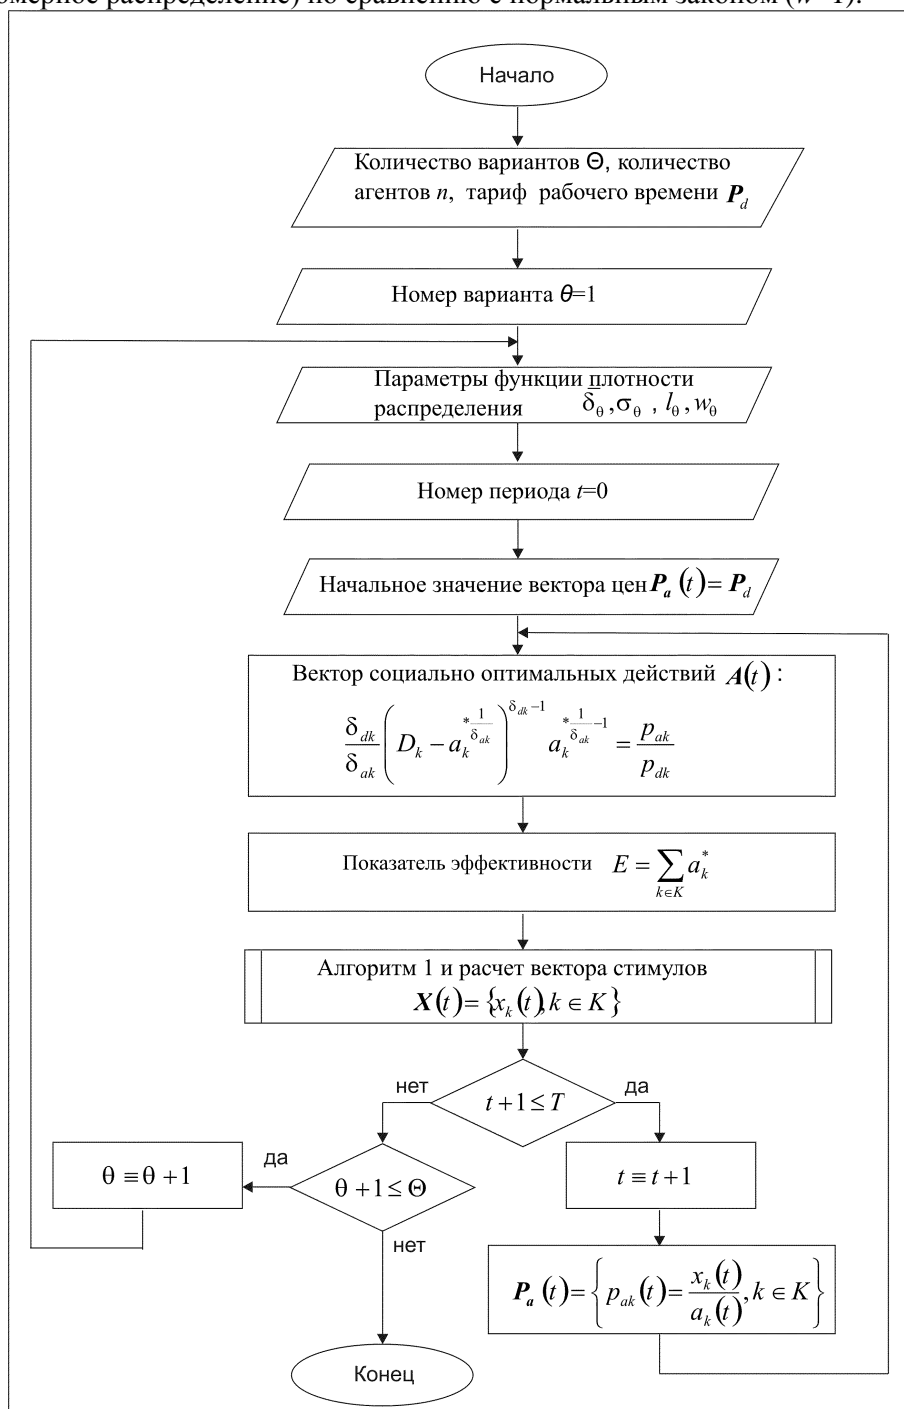 мерное распределение) по сравнению с нормальным законом (w=1).
Начало
Количество вариантов Θ, количество
агентов n, тариф рабочего времени P_d
Номер варианта θ=1
Параметры функции плотности
распределения δ̄_θ, σ_θ, l_θ, w_θ
Номер периода t=0
Начальное значение вектора цен P_a(t) = P_d
Вектор социально оптимальных действий A(t):
δ_dk/δ_ak (D_k − a_k^{*1/δ_ak})^{δ_dk−1} a_k^{*1/δ_ak−1} = p_ak/p_dk
Показатель эффективности E = ∑_{k∈K} a_k^*
Алгоритм 1 и расчет вектора стимулов
X(t) = {x_k(t), k ∈ K}
нет
t + 1 ≤ T
да
θ ≡ θ + 1
да
θ + 1 ≤ Θ
t ≡ t + 1
нет
P_a(t) = {p_ak(t) = x_k(t)/a_k(t), k ∈ K}
Конец